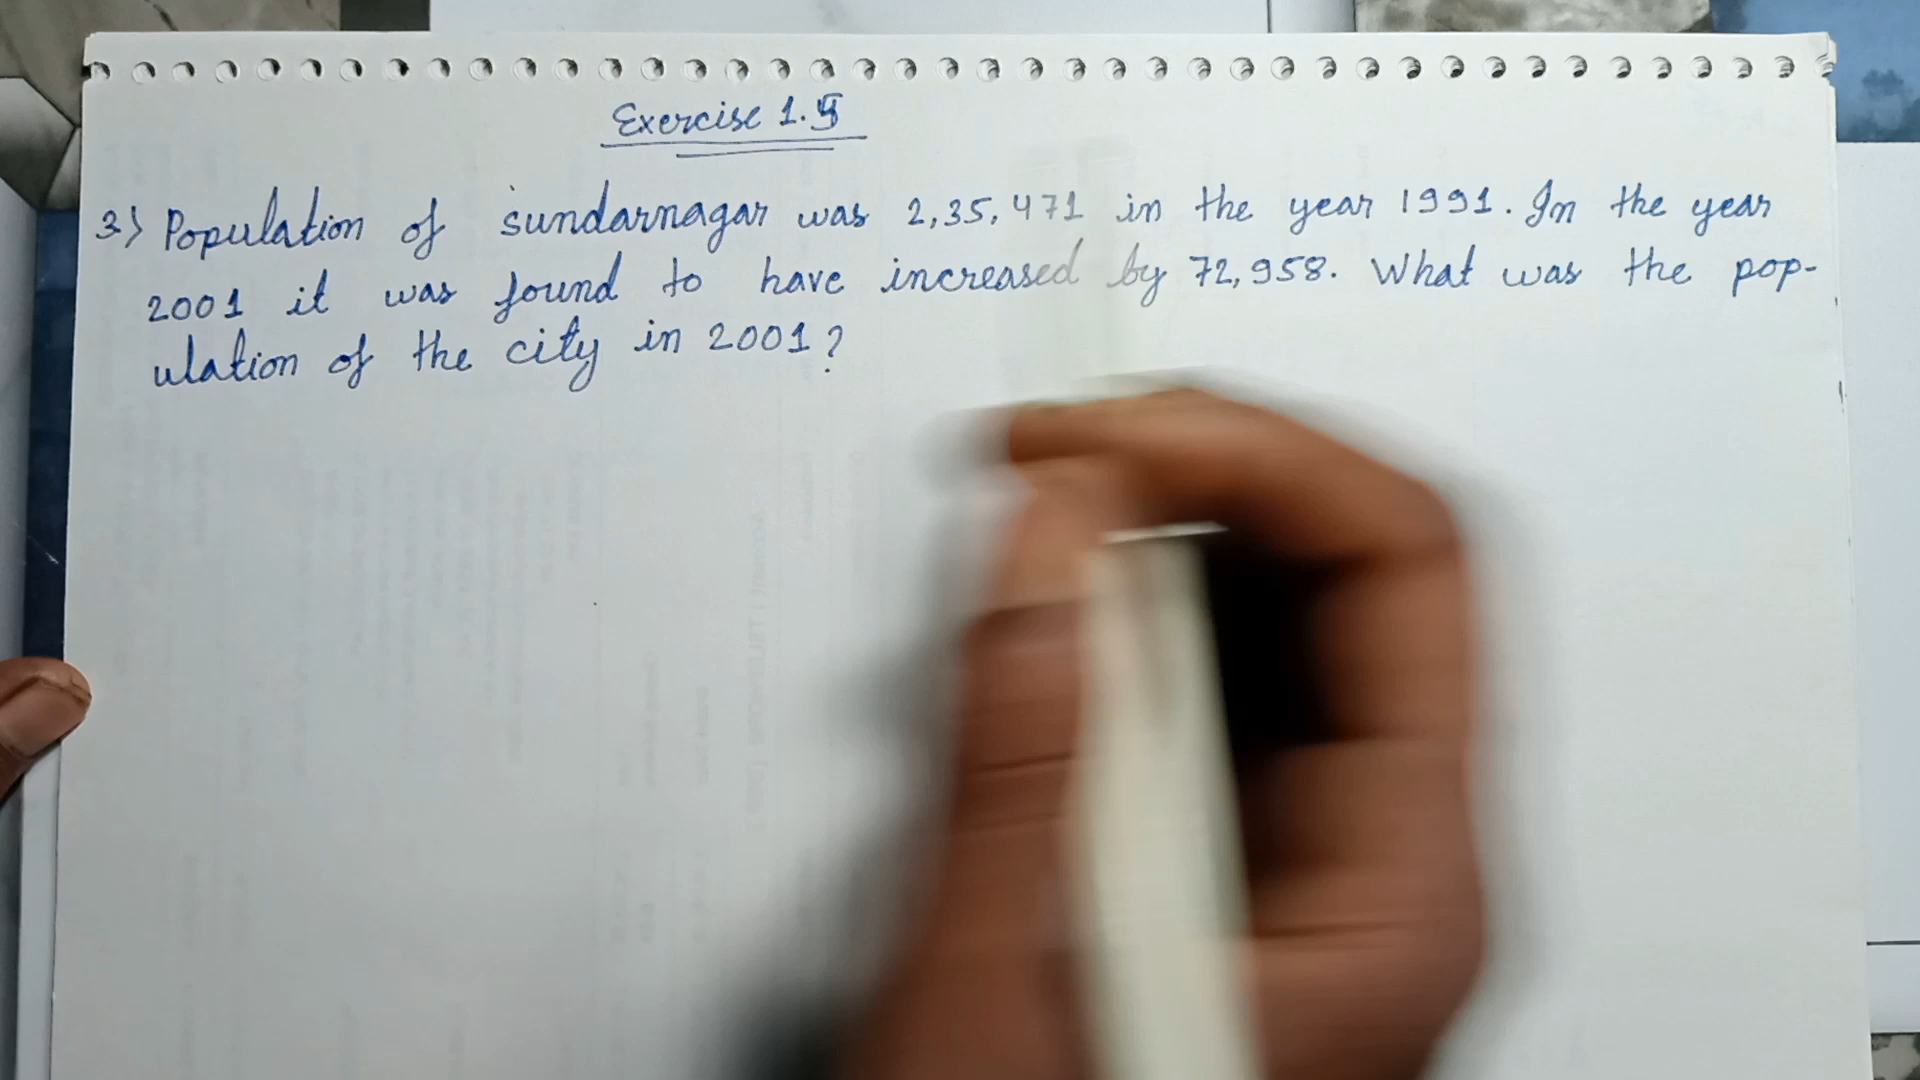 Exercise 1.5
3) Population of sundarnagar was 2,35,471 in the year 1991. In the year
2001 it was found to have increased by 72,958. What was the pop-
ulation of the city in 2001?